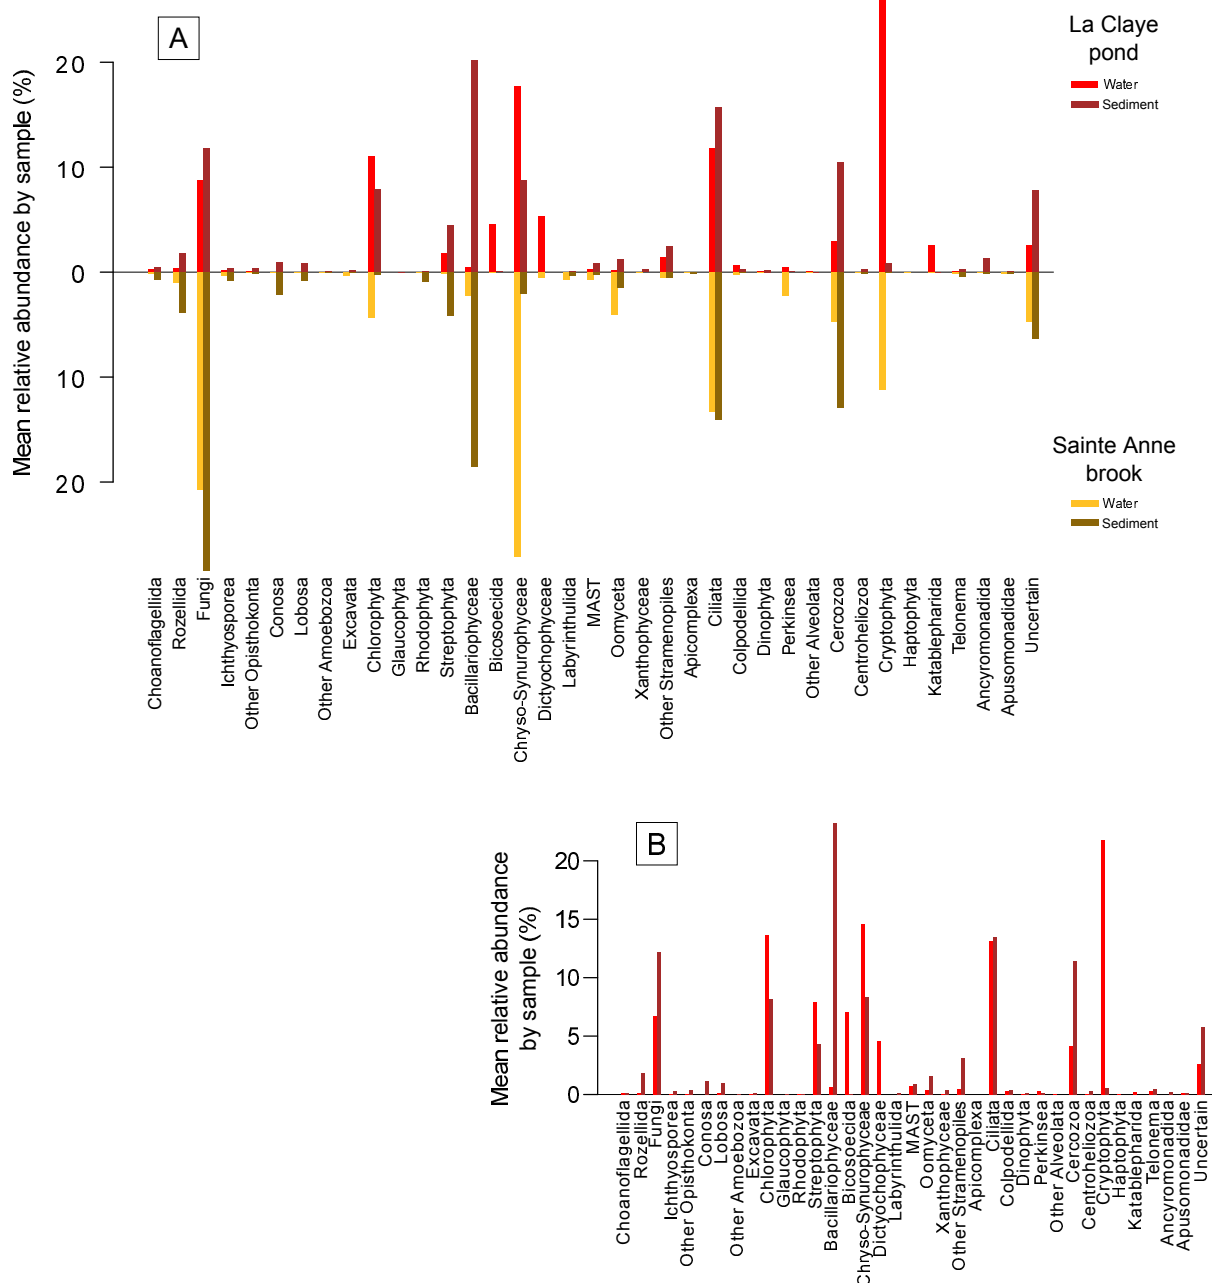 A
La Claye
pond
Water
Sediment
Mean relative abundance by sample (%)
20
10
0
10
20
Sainte Anne
brook
Water
Sediment
Choanoflagellida
Rozellida
Fungi
Ichthyosporea
Other Opisthokonta
Conosa
Lobosa
Other Amoebozoa
Excavata
Chlorophyta
Glaucophyta
Rhodophyta
Streptophyta
Bacillariophyceae
Bicosoecida
Chryso-Synurophyceae
Dictyochophyceae
Labyrinthulida
MAST
Oomyceta
Xanthophyceae
Other Stramenopiles
Apicomplexa
Ciliata
Colpodellida
Dinophyta
Perkinsea
Other Alveolata
Cercozoa
Centroheliozoa
Cryptophyta
Haptophyta
Katablepharida
Telonema
Ancyromonadida
Apusomonadidae
Uncertain
B
Mean relative abundance
by sample (%)
20
15
10
5
0
Choanoflagellida
Rozellida
Fungi
Ichthyosporea
Other Opisthokonta
Conosa
Lobosa
Other Amoebozoa
Excavata
Chlorophyta
Glaucophyta
Rhodophyta
Streptophyta
Bacillariophyceae
Bicosoecida
Chryso-Synurophyceae
Dictyochophyceae
Labyrinthulida
MAST
Oomyceta
Xanthophyceae
Other Stramenopiles
Apicomplexa
Ciliata
Colpodellida
Dinophyta
Perkinsea
Other Alveolata
Cercozoa
Centroheliozoa
Cryptophyta
Haptophyta
Katablepharida
Telonema
Ancyromonadida
Apusomonadidae
Uncertain